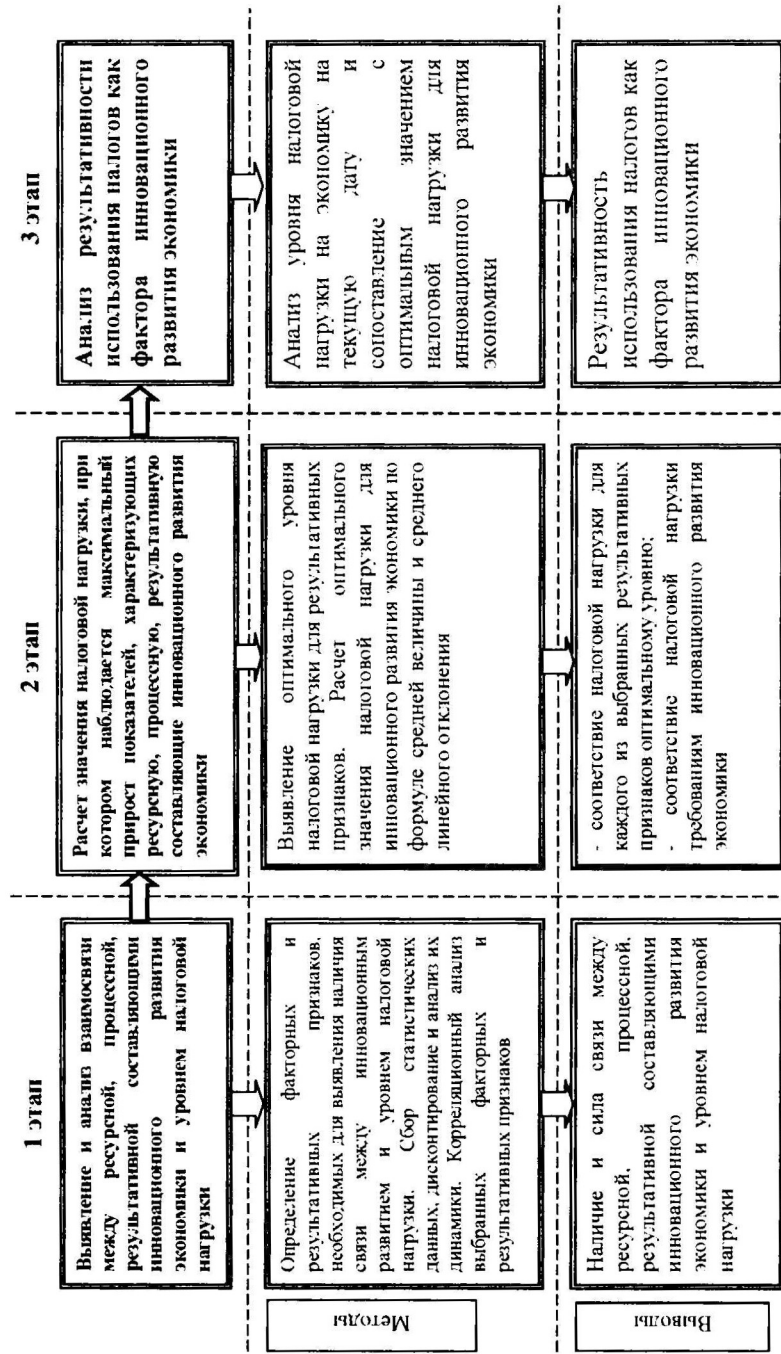 1 этап
2 этап
3 этап
Выявление и анализ взаимосвязи
между ресурсной, процессной,
результативной составляющими
инновационного развития
экономики и уровнем налоговой
нагрузки
Расчет значения налоговой нагрузки, при
котором наблюдается максимальный
прирост показателей, характеризующих
ресурсную, процессную, результативную
составляющие инновационного развития
экономики
Анализ результативности
использования налогов как
фактора инновационного
развития экономики
Методы
Определение факторных и
результативных признаков,
необходимых для выявления наличия
связи между инновационным
развитием и уровнем налоговой
нагрузки. Сбор статистических
данных, дисконтирование и анализ их
динамики. Корреляционный анализ
выбранных факторных и
результативных признаков
Выявление оптимального уровня
налоговой нагрузки для результативных
признаков. Расчет оптимального
значения налоговой нагрузки для
инновационного развития экономики по
формуле средней величины и среднего
линейного отклонения
Анализ уровня налоговой
нагрузки на экономику на
текущую дату и
сопоставление с
оптимальным значением
налоговой нагрузки для
инновационного развития
экономики
Выводы
Наличие и сила связи между
ресурсной, процессной,
результативной составляющими
инновационного развития
экономики и уровнем налоговой
нагрузки
- соответствие налоговой нагрузки для
каждого из выбранных результативных
признаков оптимальному уровню;
- соответствие налоговой нагрузки
требованиям инновационного развития
экономики
Результативность
использования налогов как
фактора инновационного
развития экономики